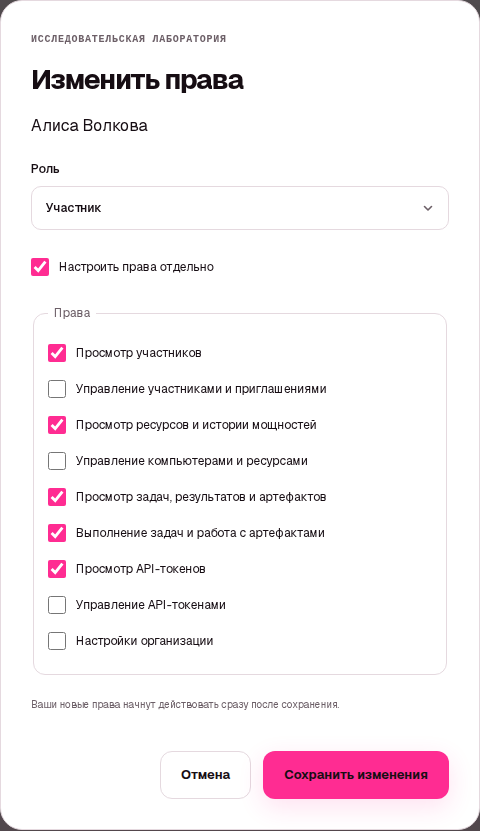 ИССЛЕДОВАТЕЛЬСКАЯ ЛАБОРАТОРИЯ
Изменить права
Алиса Волкова
Роль
Участник
Настроить права отдельно
Права
Просмотр участников
Управление участниками и приглашениями
Просмотр ресурсов и истории мощностей
Управление компьютерами и ресурсами
Просмотр задач, результатов и артефактов
Выполнение задач и работа с артефактами
Просмотр API-токенов
Управление API-токенами
Настройки организации
Ваши новые права начнут действовать сразу после сохранения.
Отмена
Сохранить изменения